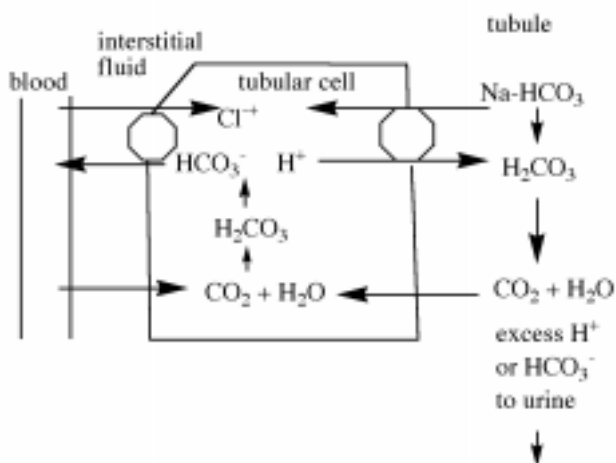 tubule
interstitial
fluid
blood
tubular cell
Cl⁻⁺
Na-HCO₃
HCO₃⁻
H⁺
H₂CO₃
H₂CO₃
CO₂ + H₂O
CO₂ + H₂O
excess H⁺
or HCO₃⁻
to urine